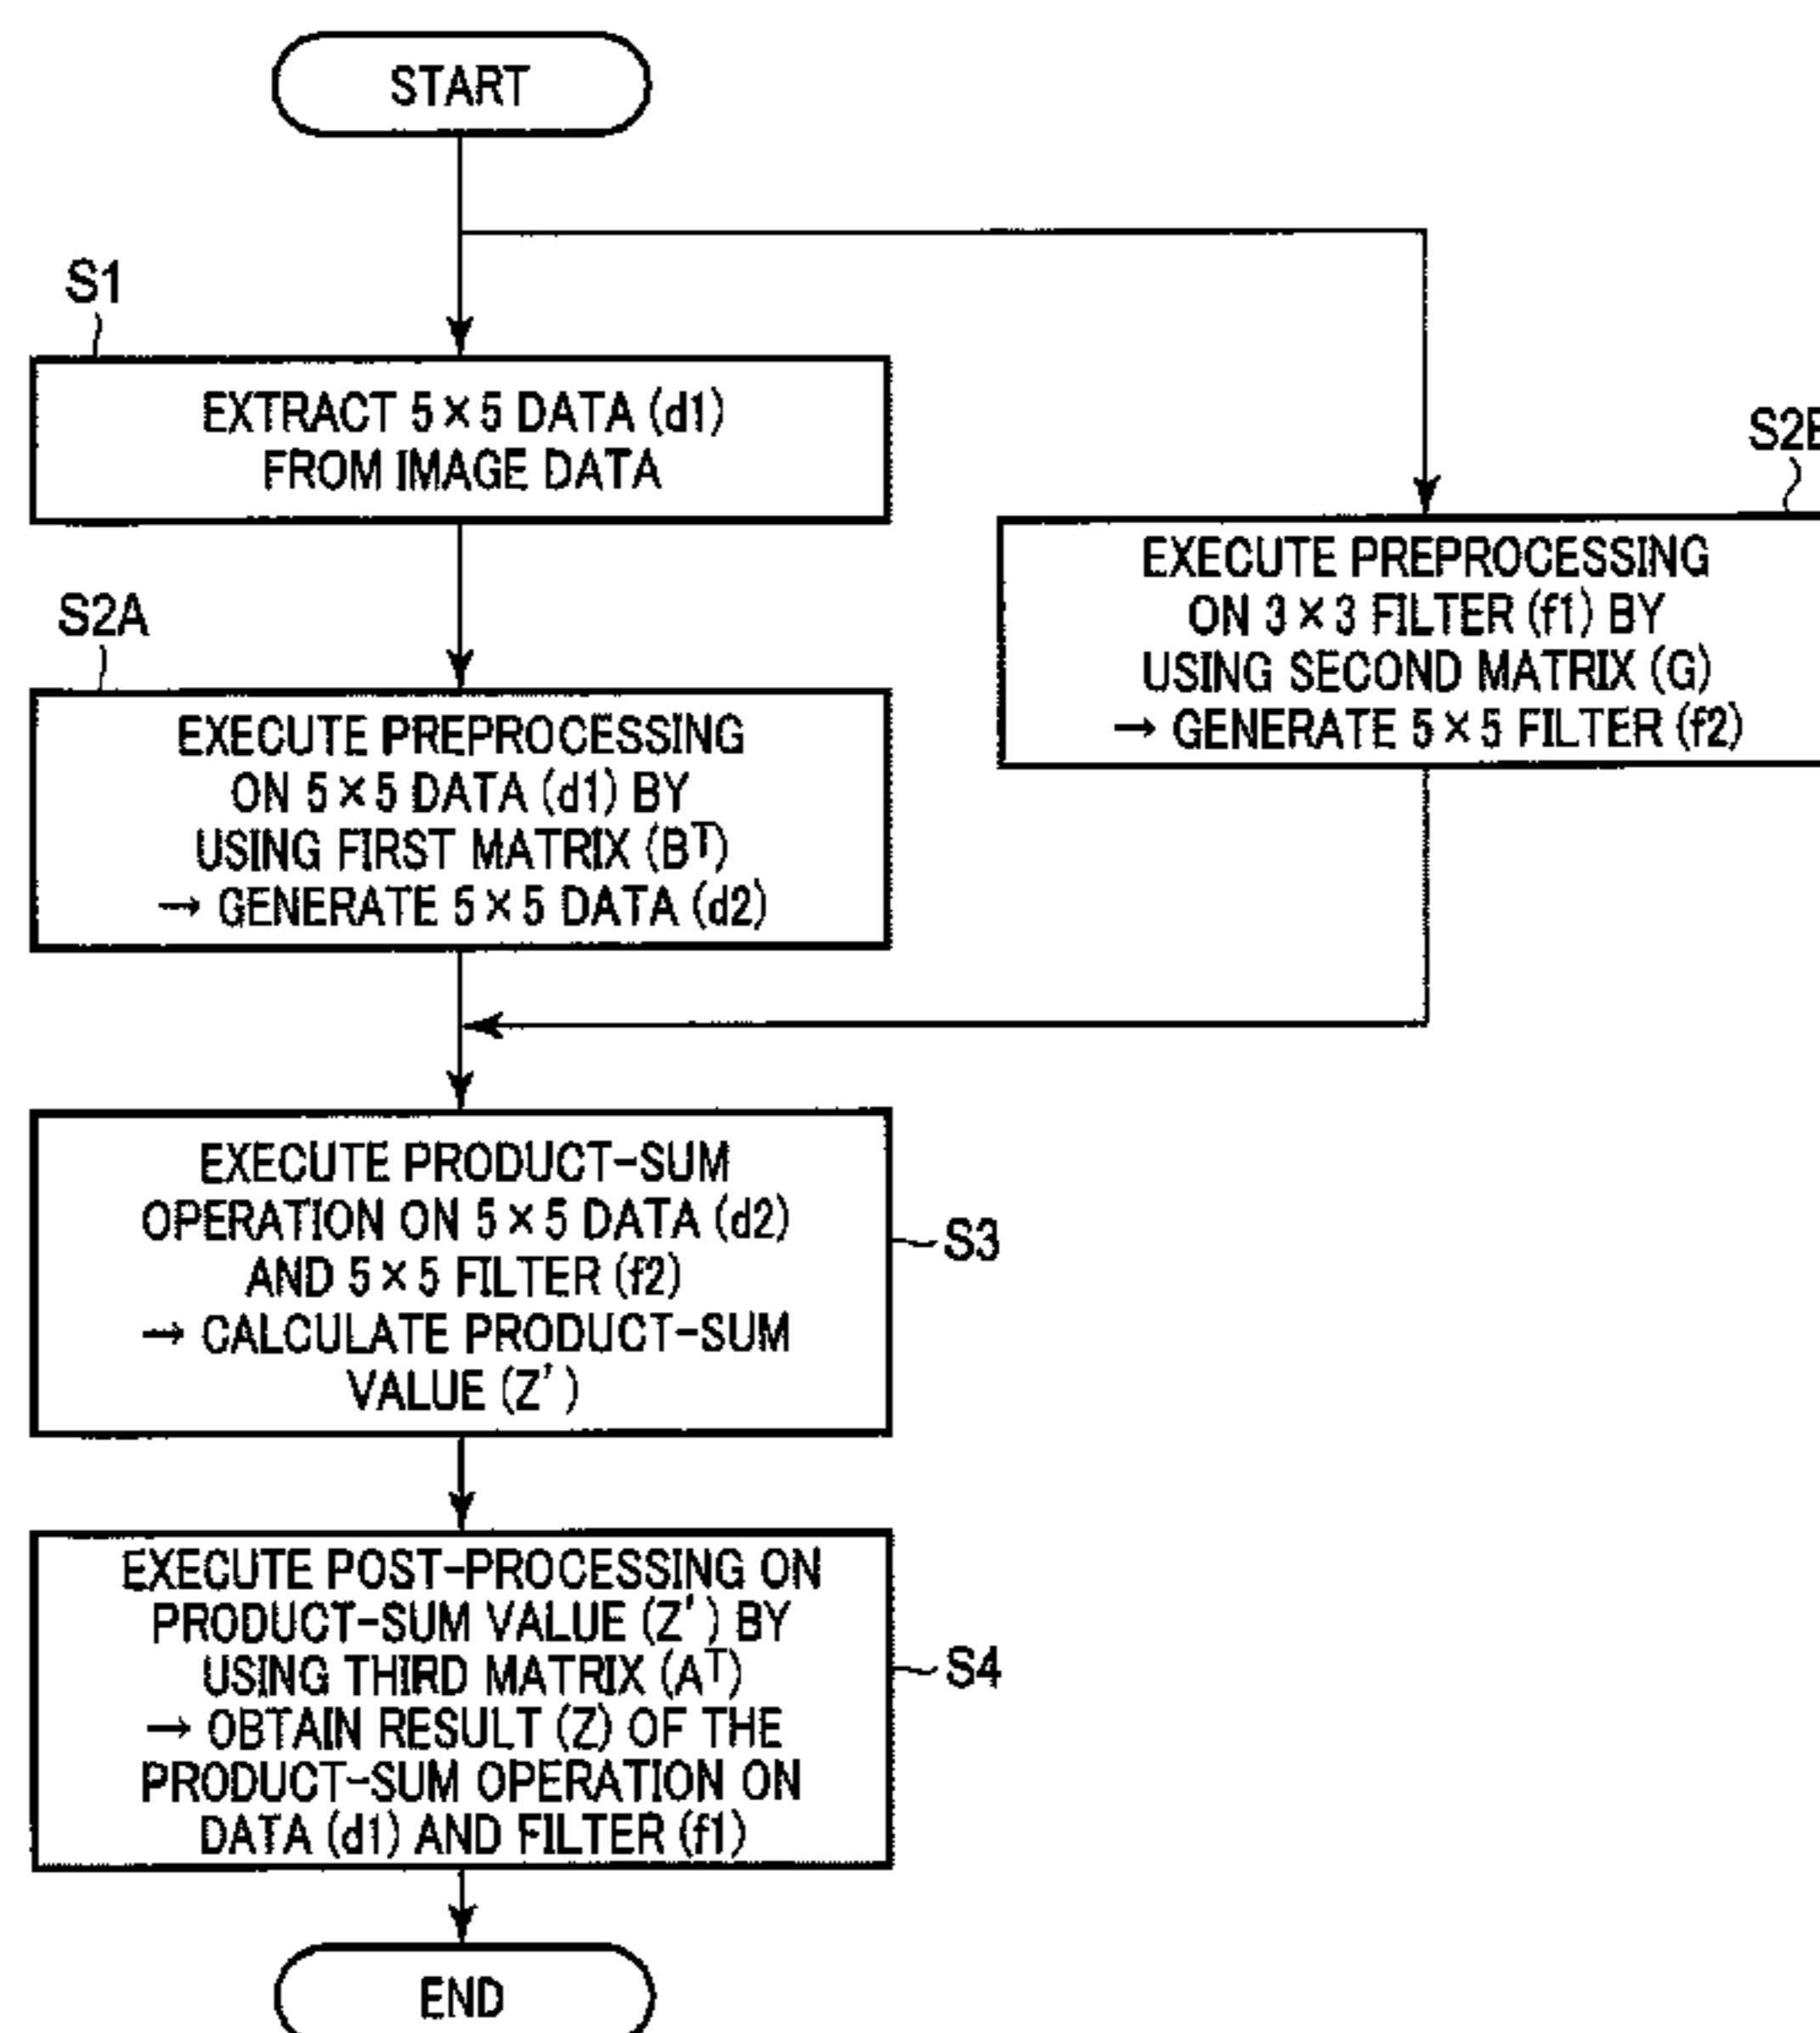 START
S1
EXTRACT 5×5 DATA (d1)
FROM IMAGE DATA
S2A
EXECUTE PREPROCESSING
ON 5×5 DATA (d1) BY
USING FIRST MATRIX (Bᵀ)
→ GENERATE 5×5 DATA (d2)
S2B
EXECUTE PREPROCESSING
ON 3×3 FILTER (f1) BY
USING SECOND MATRIX (G)
→ GENERATE 5×5 FILTER (f2)
EXECUTE PRODUCT-SUM
OPERATION ON 5×5 DATA (d2)
AND 5×5 FILTER (f2)
→ CALCULATE PRODUCT-SUM
VALUE (Z')
S3
EXECUTE POST-PROCESSING ON
PRODUCT-SUM VALUE (Z') BY
USING THIRD MATRIX (Aᵀ)
→ OBTAIN RESULT (Z) OF THE
PRODUCT-SUM OPERATION ON
DATA (d1) AND FILTER (f1)
S4
END